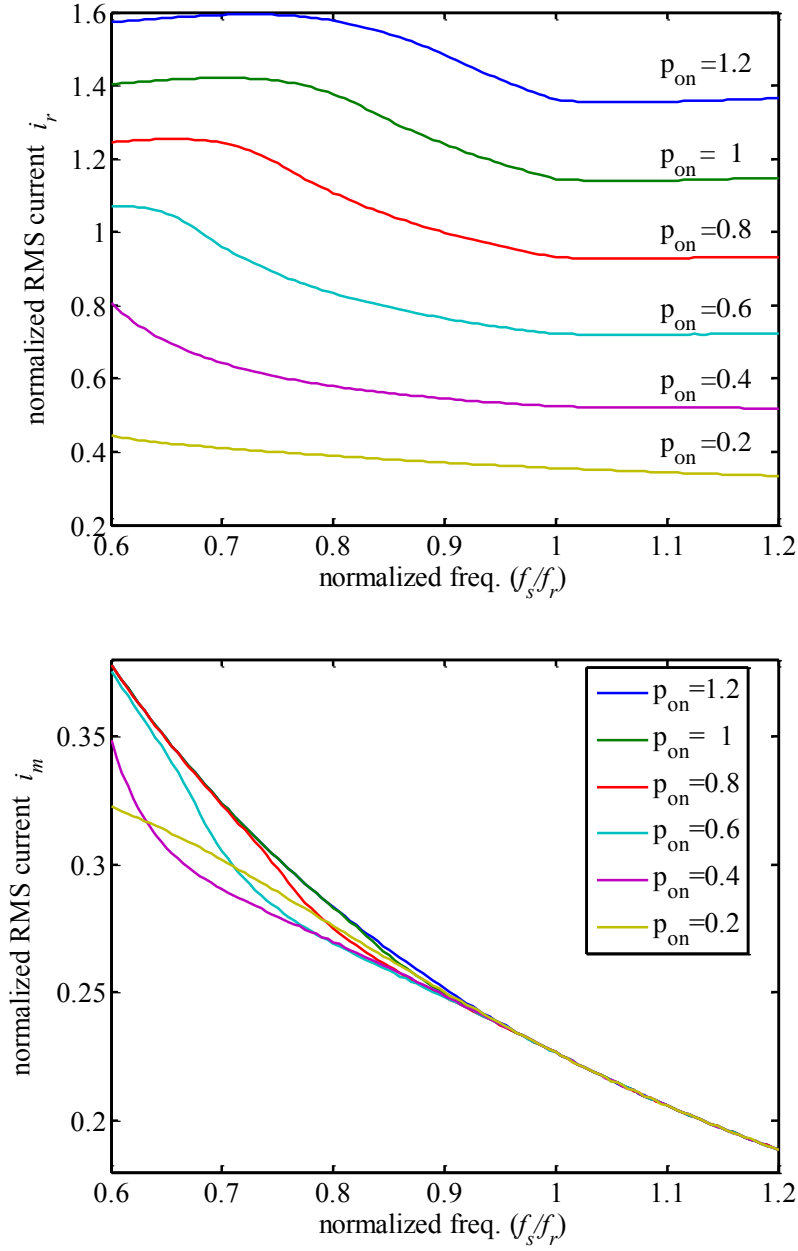 normalized RMS current i_r
1.6
1.4
1.2
1
0.8
0.6
0.4
0.2
p_on=1.2
p_on= 1
p_on=0.8
p_on=0.6
p_on=0.4
p_on=0.2
0.6 0.7 0.8 0.9 1 1.1 1.2
normalized freq. (f_s/f_r)
normalized RMS current i_m
0.35
0.3
0.25
0.2
p_on=1.2
p_on= 1
p_on=0.8
p_on=0.6
p_on=0.4
p_on=0.2
0.6 0.7 0.8 0.9 1 1.1 1.2
normalized freq. (f_s/f_r)